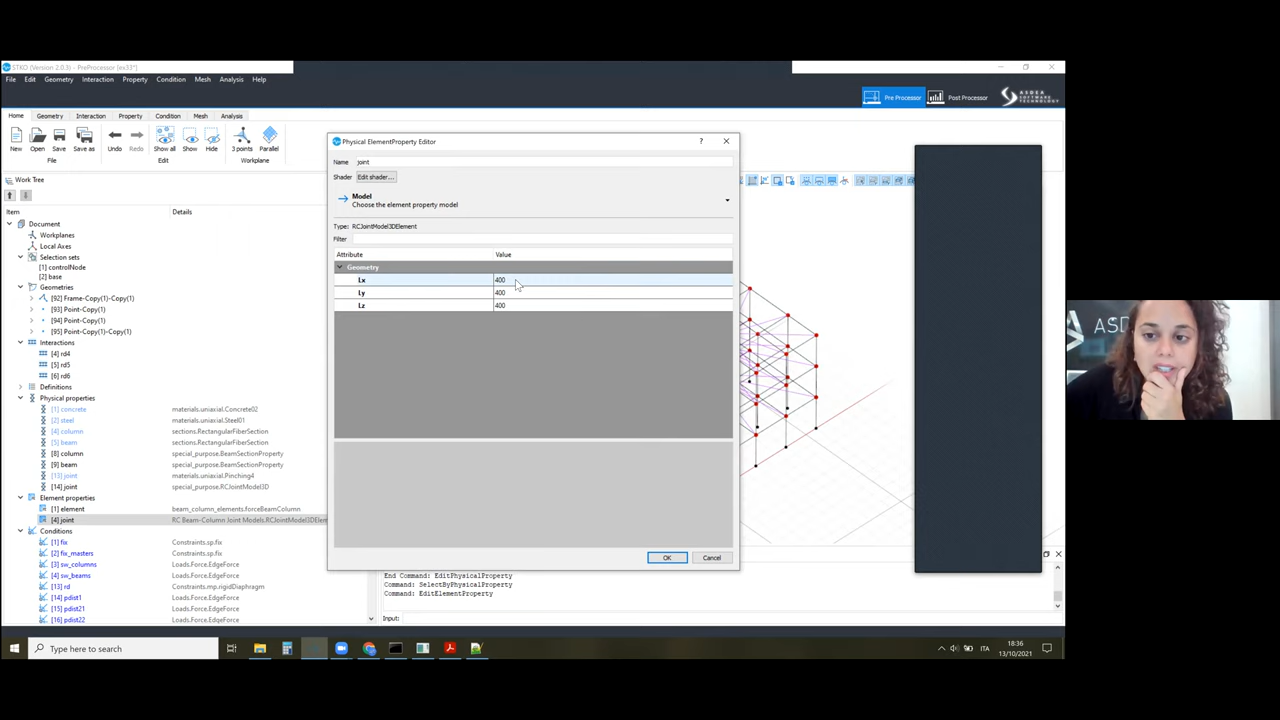 STKO (Version 2.0.3) - PreProcessor (ex33*)
File Edit Geometry Interaction Property Condition Mesh Analysis Help
Pre Processor Post Processor ASDEA SOFTWARE TECHNOLOGY
Home Geometry Interaction Property Condition Mesh Analysis
New Open Save Save as Undo Redo Show all Show Hide 3 points Parallel
File Edit Workplane
Work Tree
Item Details
Document
Workplanes
Local Axes
Selection sets
[1] controlNode
[2] base
Geometries
[92] Frame-Copy(1)-Copy(1)
[93] Point-Copy(1)
[94] Point-Copy(1)
[95] Point-Copy(1)-Copy(1)
Interactions
[4] rd4
[5] rd5
[6] rd6
Definitions
Physical properties
[1] concrete materials.uniaxial.Concrete02
[2] steel materials.uniaxial.Steel01
[4] column sections.RectangularFiberSection
[5] beam sections.RectangularFiberSection
[8] column special_purpose.BeamSectionProperty
[9] beam special_purpose.BeamSectionProperty
[13] joint materials.uniaxial.Pinching4
[14] joint special_purpose.RCJointModel3D
Element properties
[1] element beam_column_elements.forceBeamColumn
[4] joint RC Beam-Column Joint Models.RCJointModel3DElem
Conditions
[1] fix Constraints.sp.fix
[2] fix_masters Constraints.sp.fix
[3] sw_columns Loads.Force.EdgeForce
[4] sw_beams Loads.Force.EdgeForce
[13] rd Constraints.mp.rigidDiaphragm
[14] pdist1 Loads.Force.EdgeForce
[15] pdist21 Loads.Force.EdgeForce
[16] pdist22 Loads.Force.EdgeForce
Physical ElementProperty Editor ?
Name joint
Shader Edit shader...
Model
Choose the element property model
Type: RCJointModel3DElement
Filter
Attribute Value
Geometry
Lx 400
Ly 400
Lz 400
OK Cancel
End Command: EditPhysicalProperty
Command: SelectByPhysicalProperty
Command: EditElementProperty
Input:
ASD
Type here to search
ITA
18:36
13/10/2021